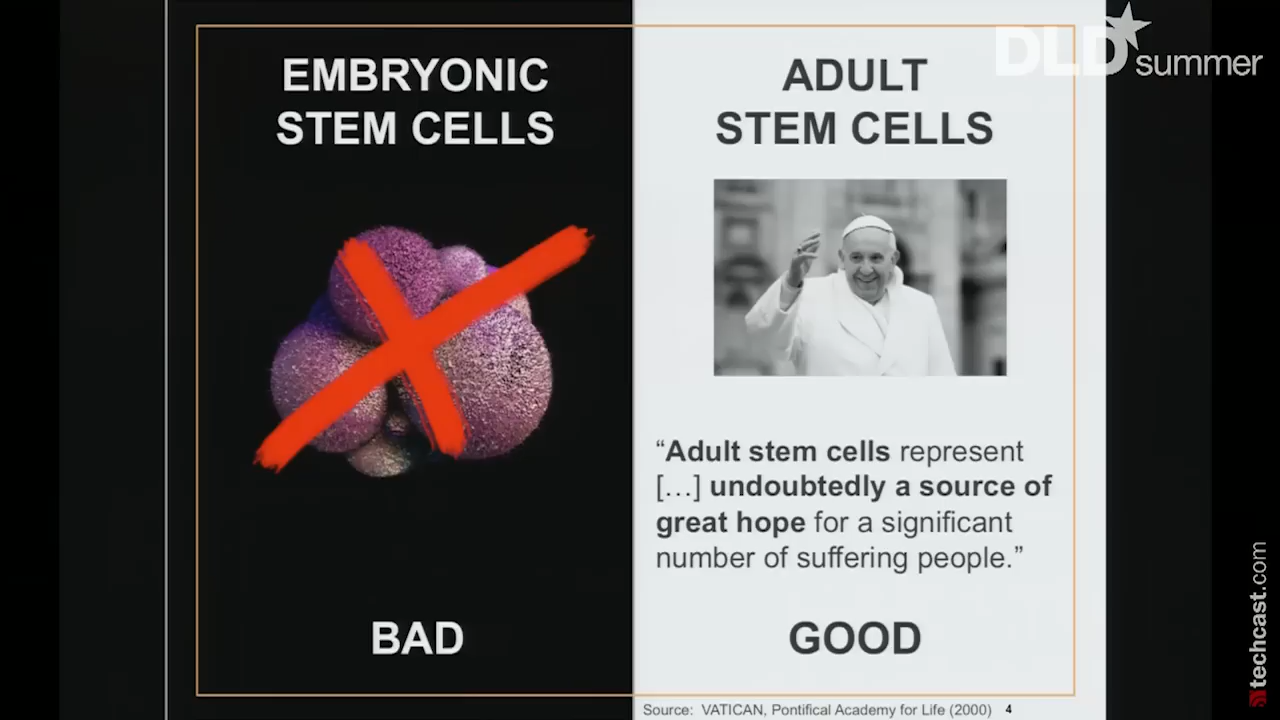 DLD summer
EMBRYONIC
STEM CELLS
BAD
ADULT
STEM CELLS
“Adult stem cells represent
[…] undoubtedly a source of
great hope for a significant
number of suffering people.”
GOOD
Source: VATICAN, Pontifical Academy for Life (2000) 4
techcast.com